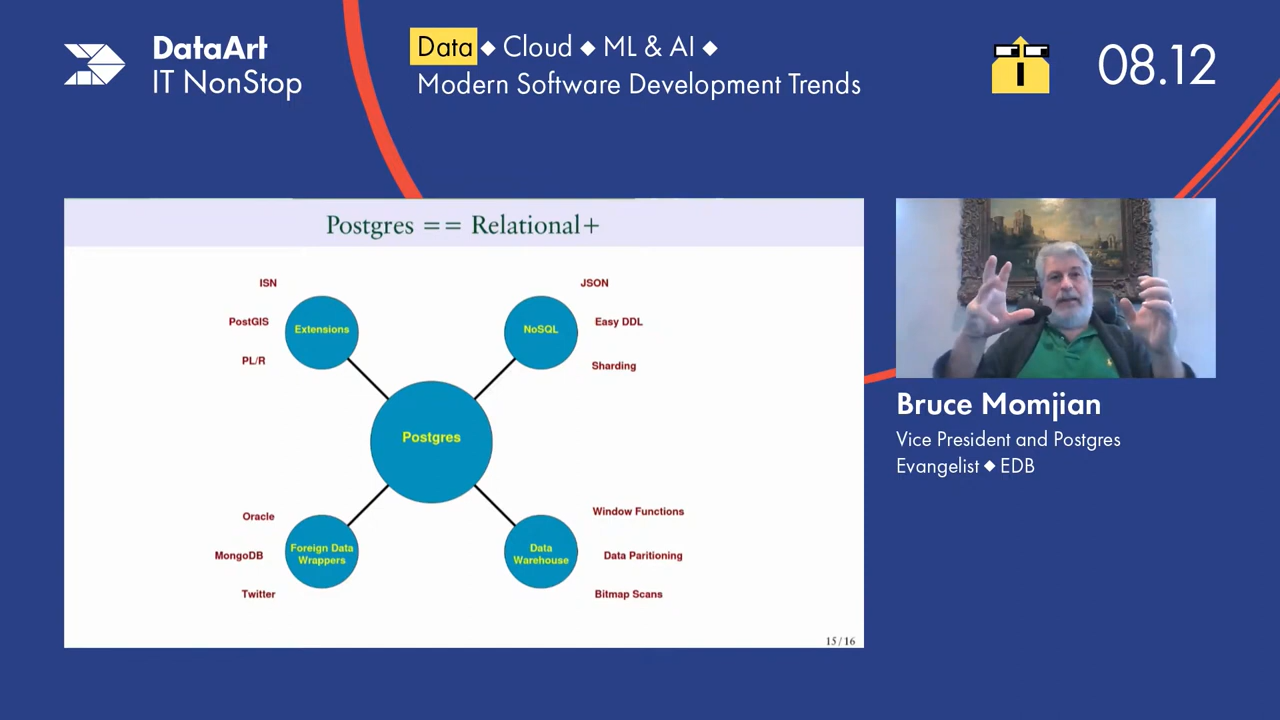 DataArt
IT NonStop
Data ◆ Cloud ◆ ML & AI ◆
Modern Software Development Trends
08.12
Postgres == Relational+
ISN
PostGIS
PL/R
Extensions
JSON
Easy DDL
Sharding
NoSQL
Postgres
Oracle
MongoDB
Twitter
Foreign Data
Wrappers
Window Functions
Data Paritioning
Bitmap Scans
Data
Warehouse
15/16
Bruce Momjian
Vice President and Postgres
Evangelist ◆ EDB